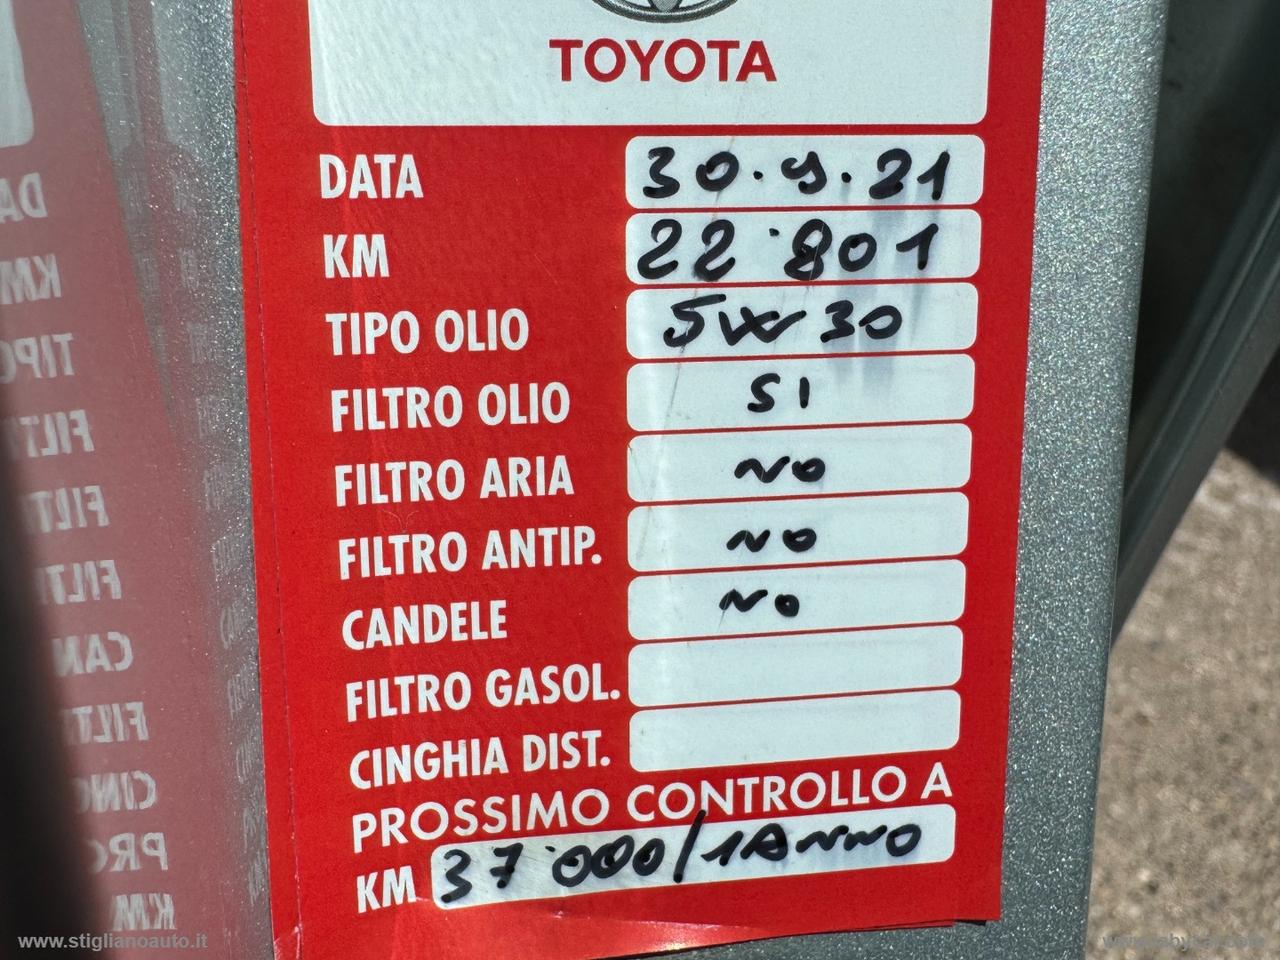 TOYOTA
DATA 30.9.21
KM 22.801
TIPO OLIO 5W30
FILTRO OLIO SI
FILTRO ARIA NO
FILTRO ANTIP. NO
CANDELE NO
FILTRO GASOL.
CINGHIA DIST.
PROSSIMO CONTROLLO A
KM 37.000/1ANNO
www.stiglianoauto.it